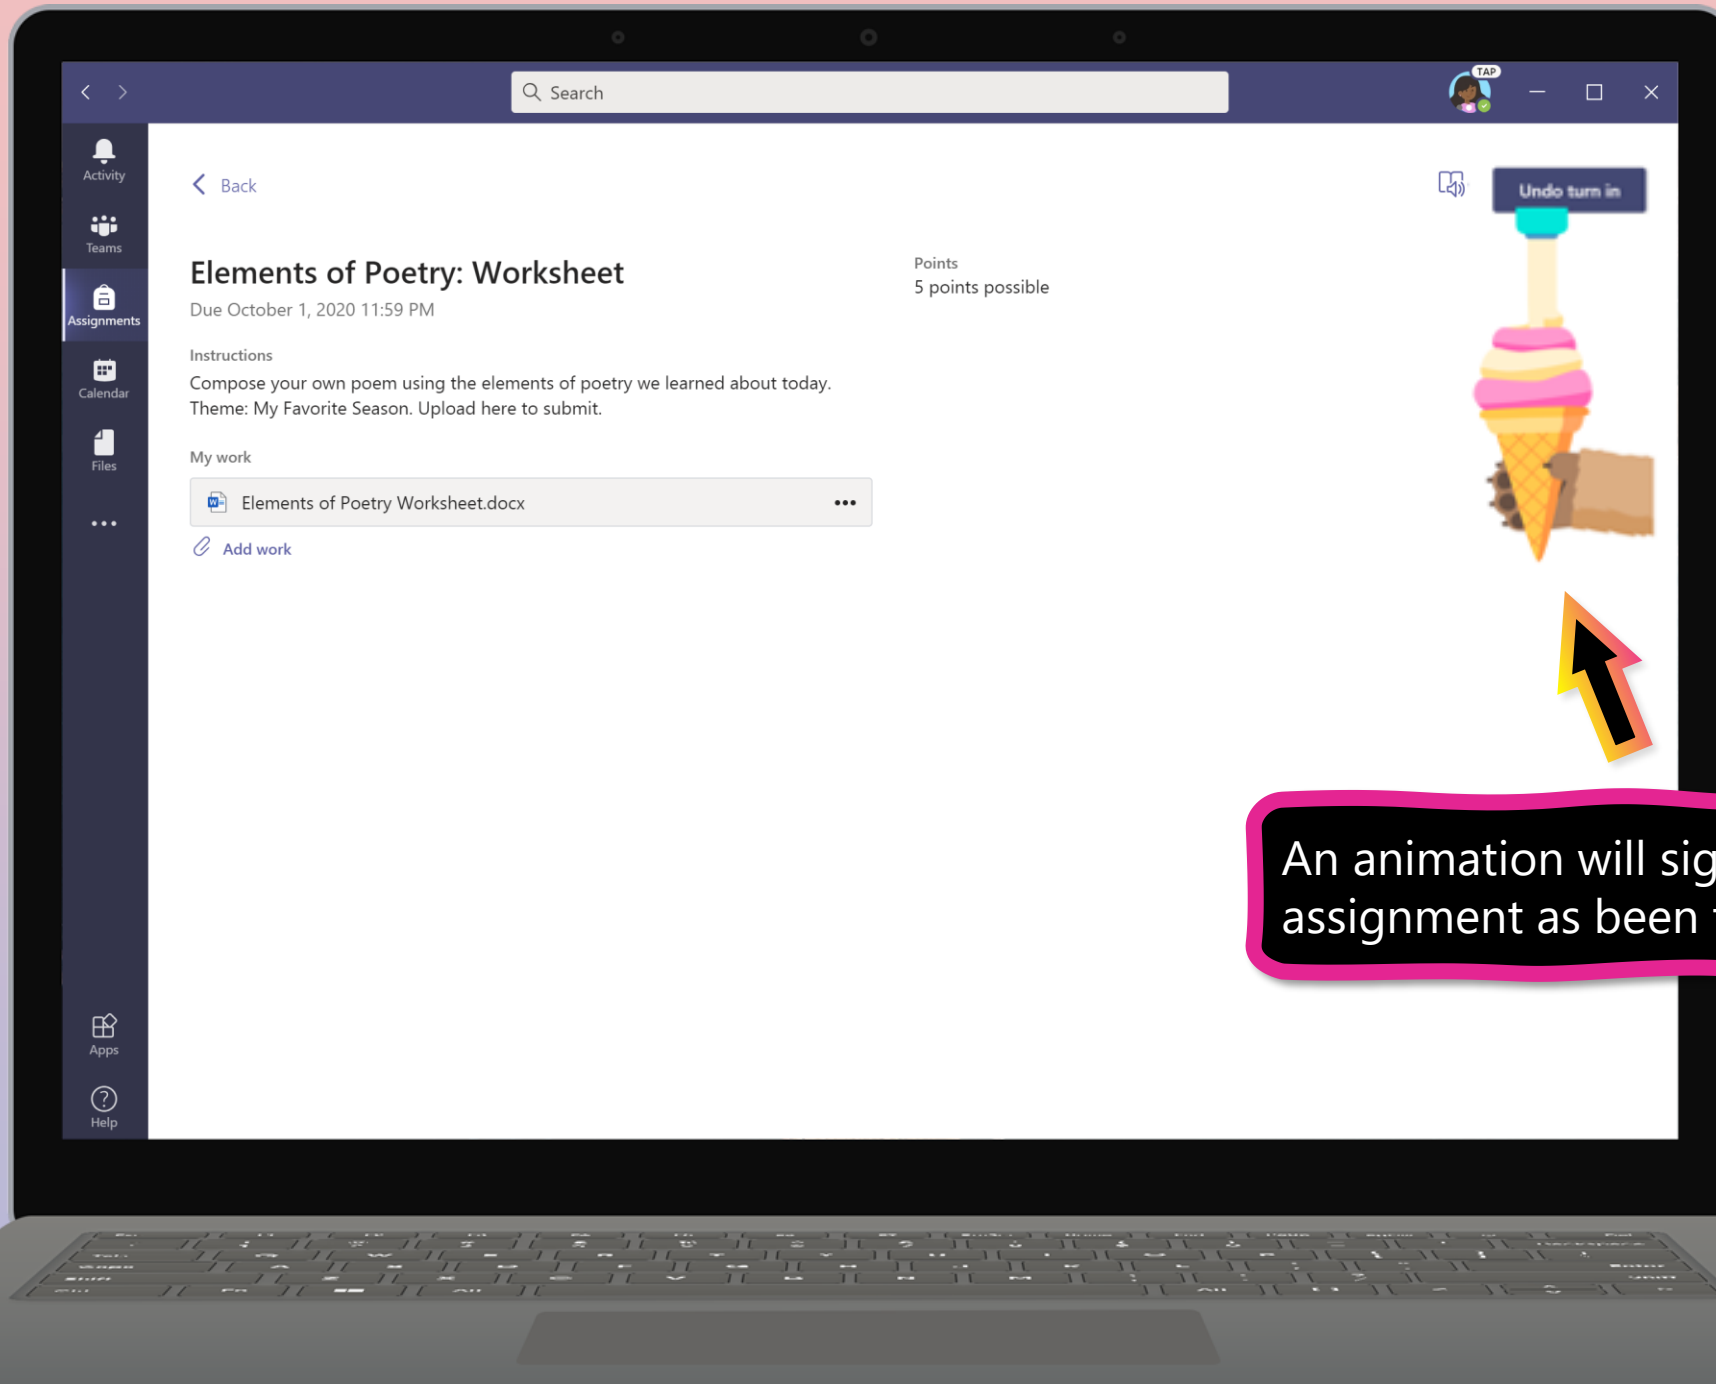 Search
TAP
Activity
Back
Undo turn in
Teams
Elements of Poetry: Worksheet
Due October 1, 2020 11:59 PM
Points
5 points possible
Assignments
Instructions
Compose your own poem using the elements of poetry we learned about today.
Theme: My Favorite Season. Upload here to submit.
Calendar
My work
Files
Elements of Poetry Worksheet.docx
Add work
An animation will sig
assignment as been
Apps
Help